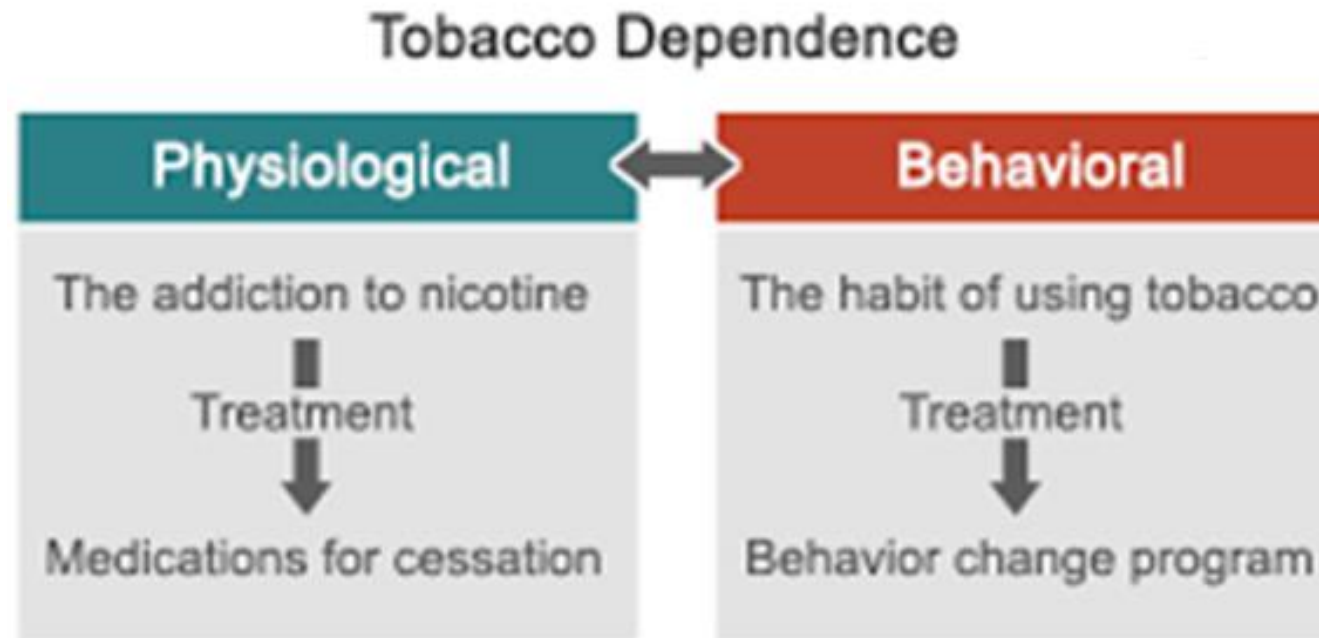 Tobacco Dependence
Physiological
The addiction to nicotine
Treatment
Medications for cessation
Behavioral
The habit of using tobacco
Treatment
Behavior change program